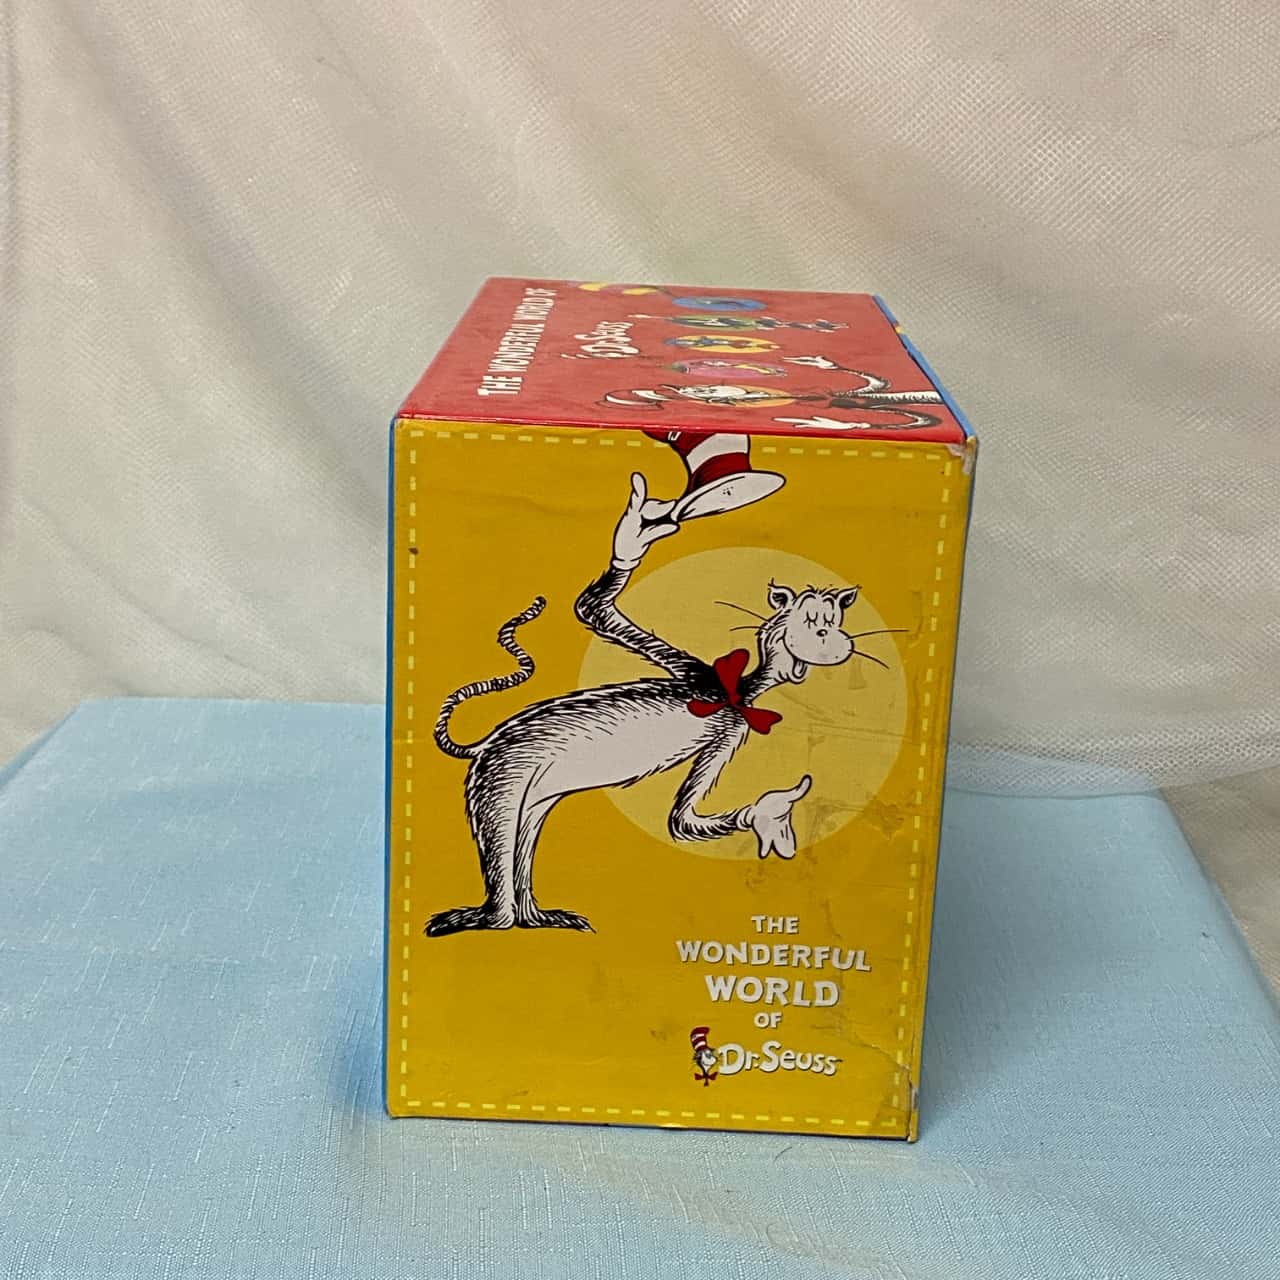 THE WONDERFUL WORLD OF
Dr. Seuss
THE
WONDERFUL
WORLD
OF
Dr. Seuss